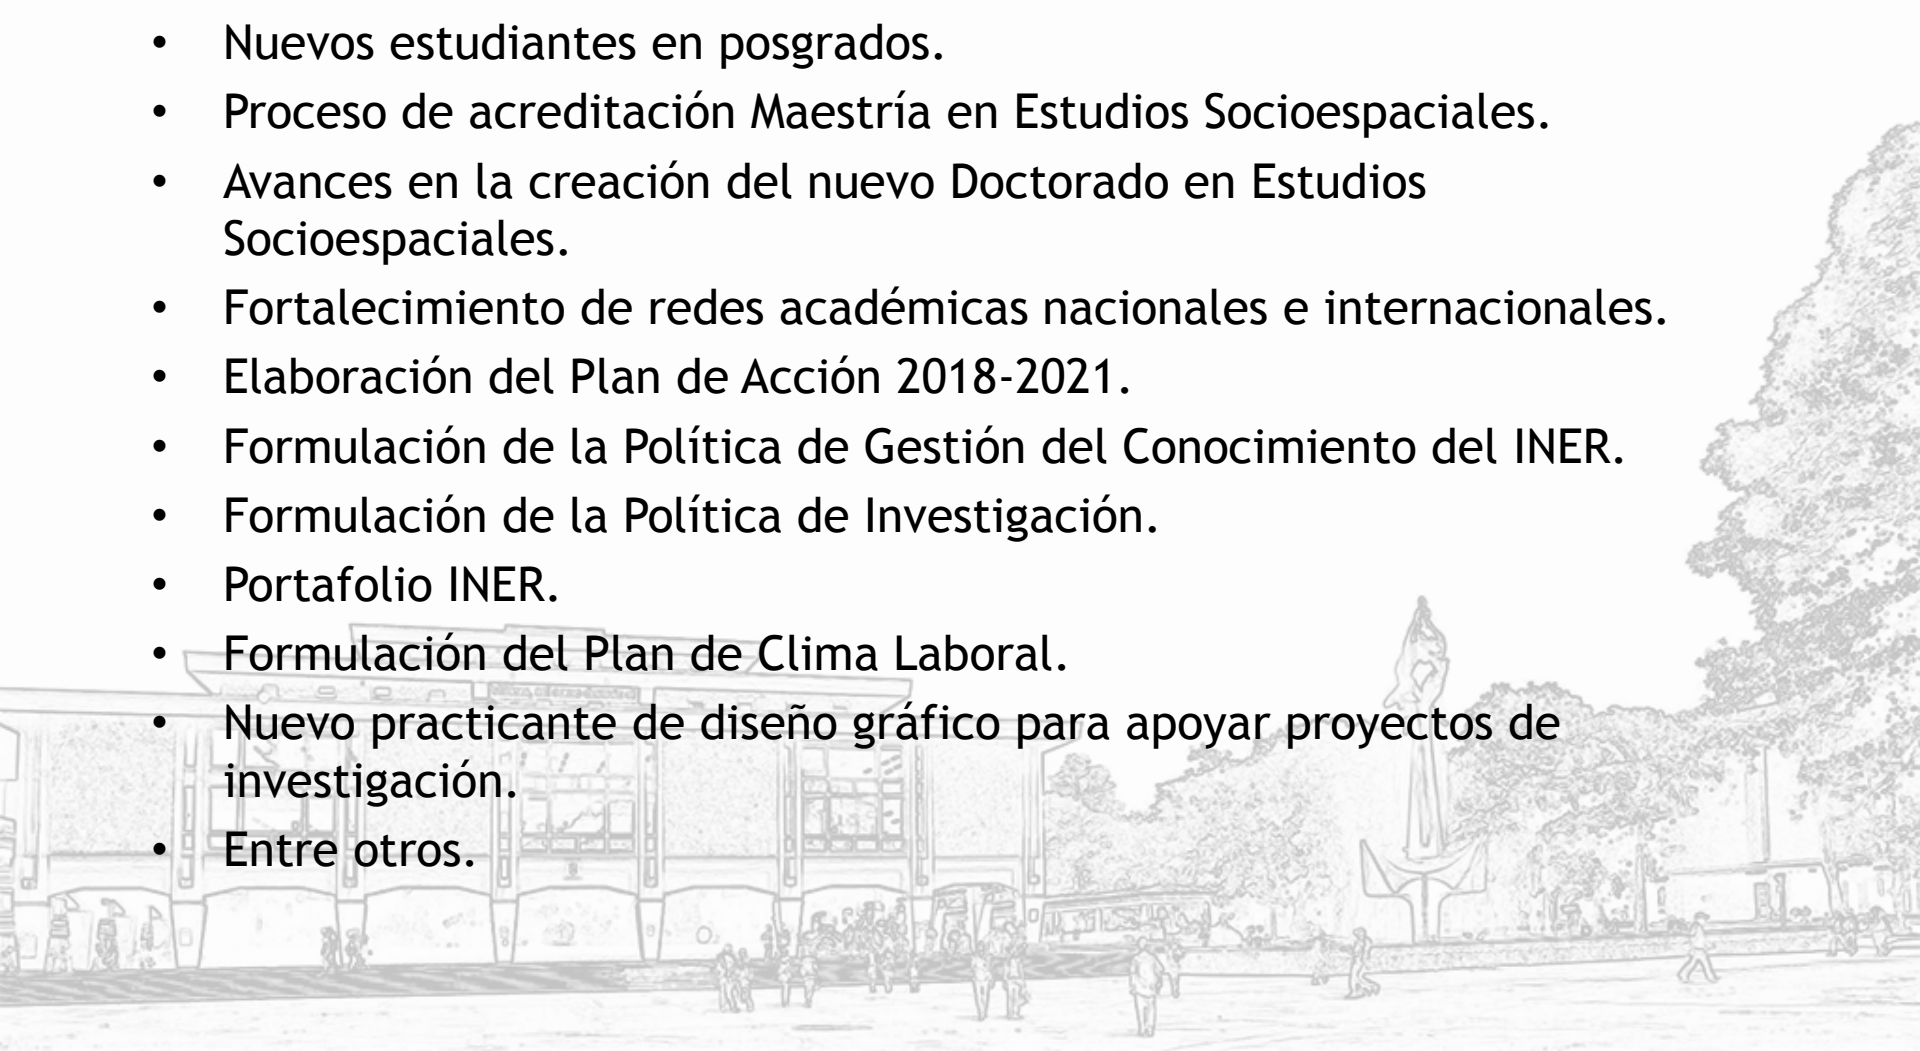 • Nuevos estudiantes en posgrados.
• Proceso de acreditación Maestría en Estudios Socioespaciales.
• Avances en la creación del nuevo Doctorado en Estudios
Socioespaciales.
• Fortalecimiento de redes académicas nacionales e internacionales.
• Elaboración del Plan de Acción 2018-2021.
• Formulación de la Política de Gestión del Conocimiento del INER.
• Formulación de la Política de Investigación.
• Portafolio INER.
• Formulación del Plan de Clima Laboral.
• Nuevo practicante de diseño gráfico para apoyar proyectos de
investigación.
• Entre otros.